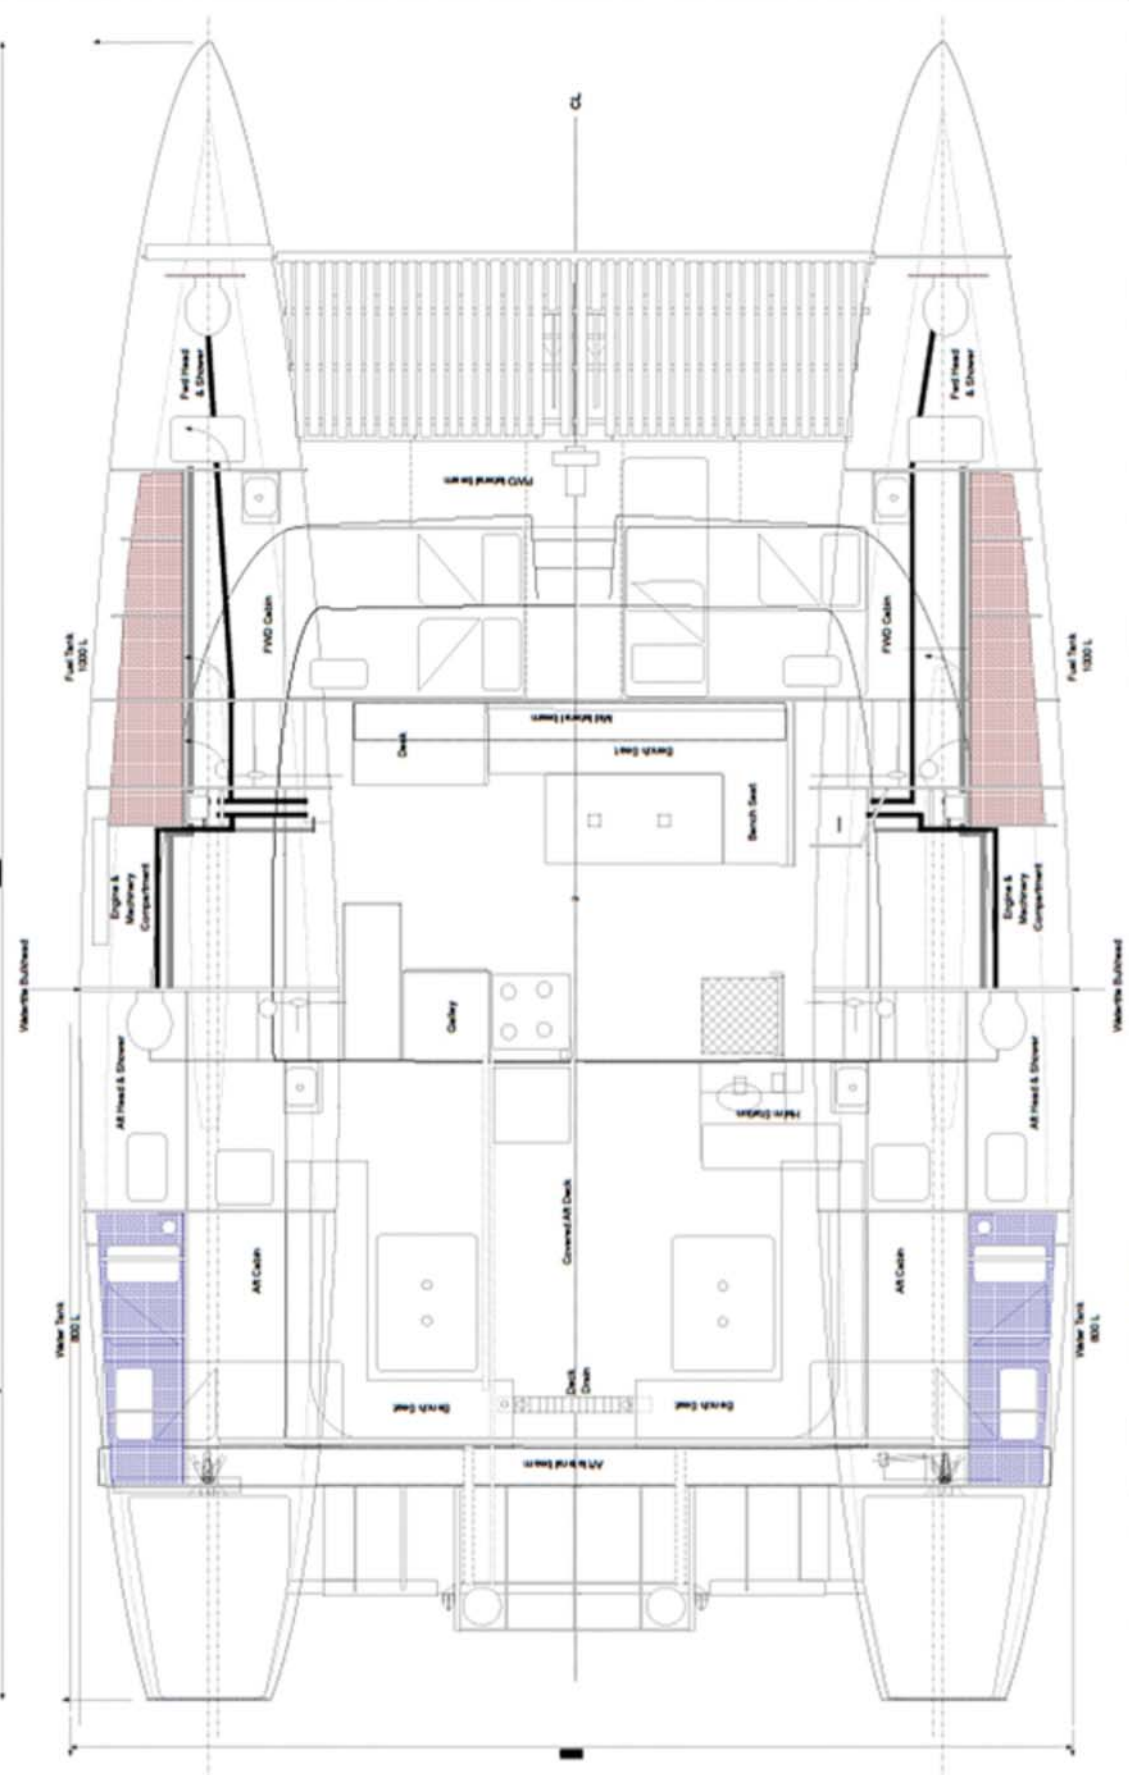 CL
Fwd Head
& Shower
Fwd Head
& Shower
FWD lateral beam
FWD Cabin
FWD Cabin
Fuel Tank
1000 L
Fuel Tank
1000 L
Mid lateral beam
Desk
Bench Seat
Bench Seat
Engine &
Machinery
Compartment
Engine &
Machinery
Compartment
Watertite Bulkhead
Watertite Bulkhead
Galley
Aft Head & Shower
Aft Head & Shower
Helm Station
Covered Aft Deck
Aft Cabin
Aft Cabin
Water Tank
800 L
Water Tank
800 L
Deck
Drain
Bench Seat
Bench Seat
Aft lateral beam